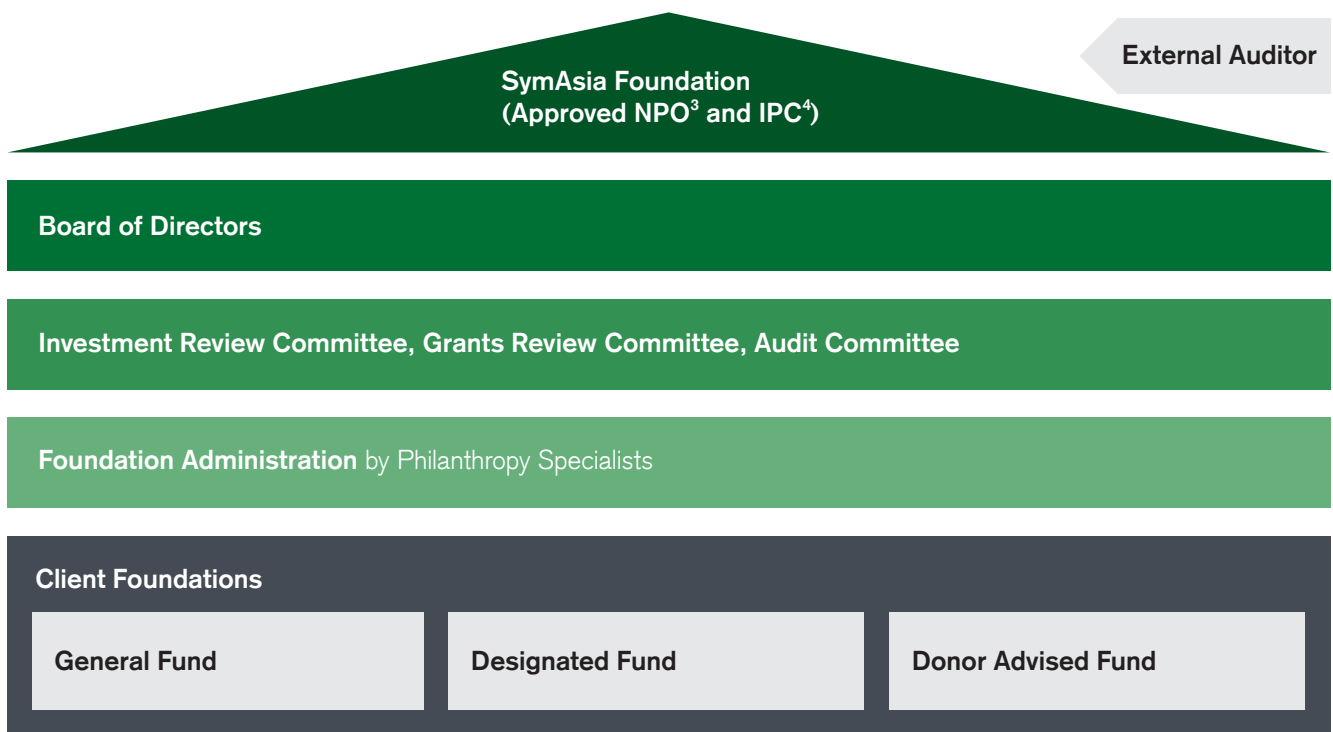 SymAsia Foundation
(Approved NPO³ and IPC⁴)
External Auditor
Board of Directors
Investment Review Committee, Grants Review Committee, Audit Committee
Foundation Administration by Philanthropy Specialists
Client Foundations
General Fund
Designated Fund
Donor Advised Fund